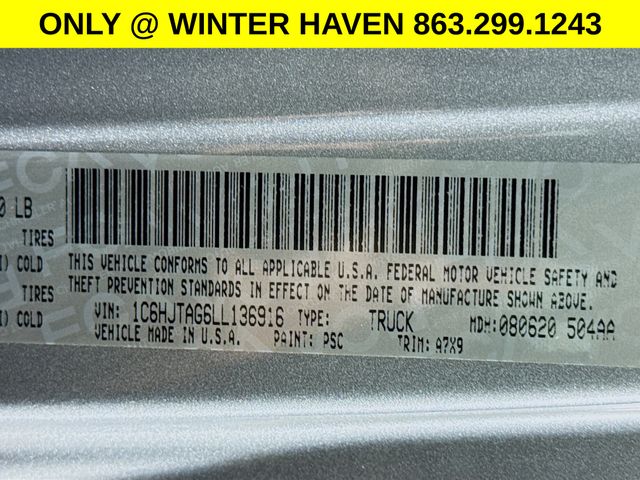 ONLY @ WINTER HAVEN 863.299.1243
0 LB
TIRES
COLD
TIRES
COLD
THIS VEHICLE CONFORMS TO ALL APPLICABLE U.S.A. FEDERAL MOTOR VEHICLE SAFETY AND
THEFT PREVENTION STANDARDS IN EFFECT ON THE DATE OF MANUFACTURE SHOWN ABOVE.
VIN: 1C6HJTAG6LL136916 TYPE: TRUCK MDH:080620 504AA
VEHICLE MADE IN U.S.A. PAINT: PSC TRIM: A7X9